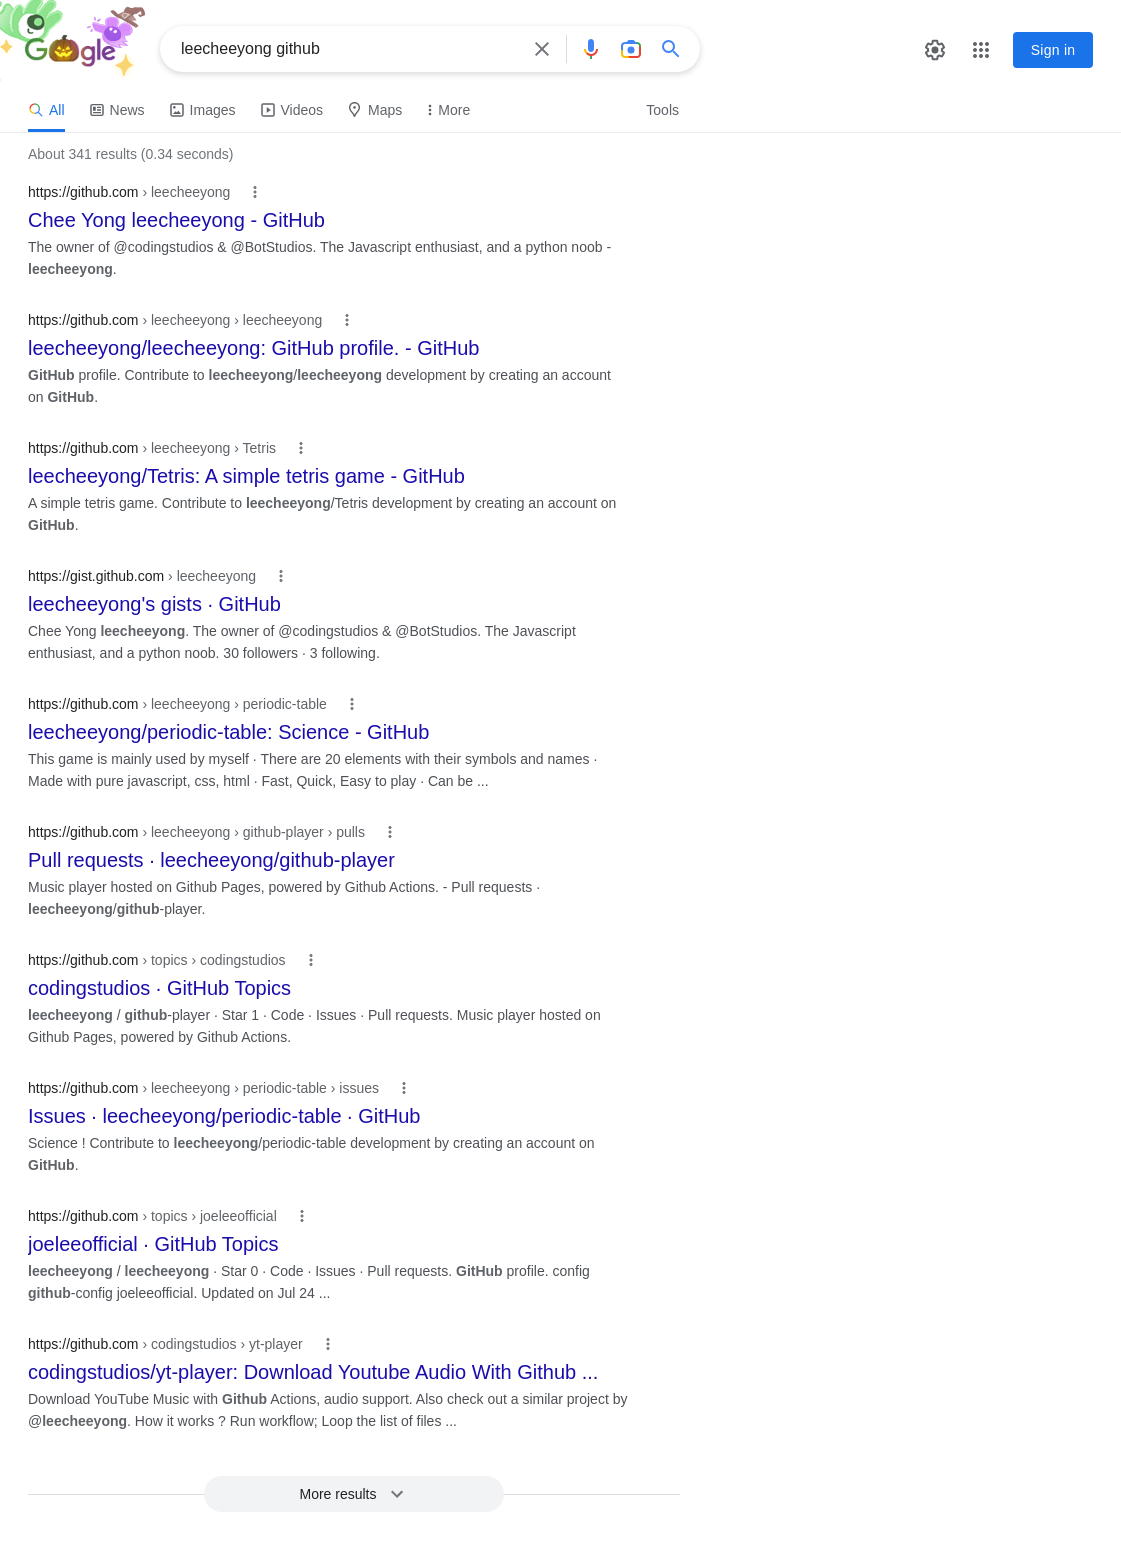 Google
leecheeyong github
Sign in
All News Images Videos Maps More Tools
About 341 results (0.34 seconds)
https://github.com › leecheeyong
Chee Yong leecheeyong - GitHub
The owner of @codingstudios & @BotStudios. The Javascript enthusiast, and a python noob -
leecheeyong.
https://github.com › leecheeyong › leecheeyong
leecheeyong/leecheeyong: GitHub profile. - GitHub
GitHub profile. Contribute to leecheeyong/leecheeyong development by creating an account
on GitHub.
https://github.com › leecheeyong › Tetris
leecheeyong/Tetris: A simple tetris game - GitHub
A simple tetris game. Contribute to leecheeyong/Tetris development by creating an account on
GitHub.
https://gist.github.com › leecheeyong
leecheeyong's gists · GitHub
Chee Yong leecheeyong. The owner of @codingstudios & @BotStudios. The Javascript
enthusiast, and a python noob. 30 followers · 3 following.
https://github.com › leecheeyong › periodic-table
leecheeyong/periodic-table: Science - GitHub
This game is mainly used by myself · There are 20 elements with their symbols and names ·
Made with pure javascript, css, html · Fast, Quick, Easy to play · Can be ...
https://github.com › leecheeyong › github-player › pulls
Pull requests · leecheeyong/github-player
Music player hosted on Github Pages, powered by Github Actions. - Pull requests ·
leecheeyong/github-player.
https://github.com › topics › codingstudios
codingstudios · GitHub Topics
leecheeyong / github-player · Star 1 · Code · Issues · Pull requests. Music player hosted on
Github Pages, powered by Github Actions.
https://github.com › leecheeyong › periodic-table › issues
Issues · leecheeyong/periodic-table · GitHub
Science ! Contribute to leecheeyong/periodic-table development by creating an account on
GitHub.
https://github.com › topics › joeleeofficial
joeleeofficial · GitHub Topics
leecheeyong / leecheeyong · Star 0 · Code · Issues · Pull requests. GitHub profile. config
github-config joeleeofficial. Updated on Jul 24 ...
https://github.com › codingstudios › yt-player
codingstudios/yt-player: Download Youtube Audio With Github ...
Download YouTube Music with Github Actions, audio support. Also check out a similar project by
@leecheeyong. How it works ? Run workflow; Loop the list of files ...
More results